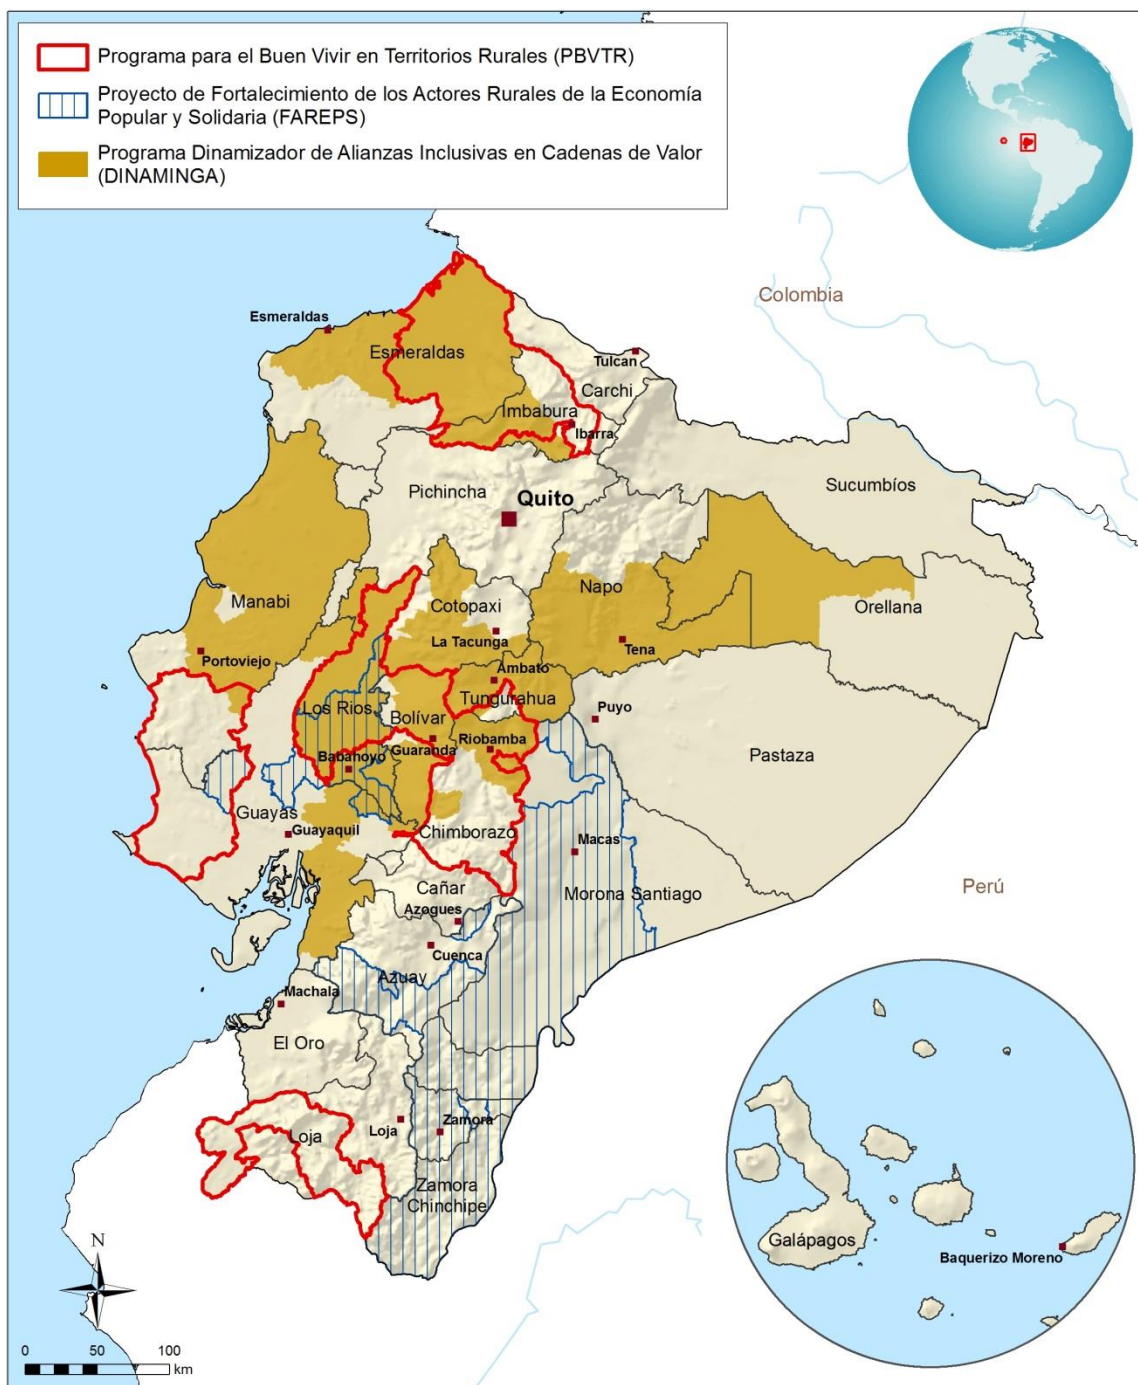 Programa para el Buen Vivir en Territorios Rurales (PBVTR)
Proyecto de Fortalecimiento de los Actores Rurales de la Economía
Popular y Solidaria (FAREPS)
Programa Dinamizador de Alianzas Inclusivas en Cadenas de Valor
(DINAMINGA)
Colombia
Esmeraldas
Esmeraldas
Tulcan
Carchi
Imbabura
Ibarra
Sucumbíos
Pichincha
Quito
Manabi
Cotopaxi
Napo
Orellana
La Tacunga
Tena
Portoviejo
Ambato
Tungurahua
Los Rios
Bolívar
Puyo
Riobamba
Guaranda
Babahoyo
Pastaza
Guayas
Guayaquil
Chimborazo
Macas
Cañar
Morona Santiago
Perú
Azogues
Cuenca
Azuay
Machala
El Oro
Loja
Loja
Zamora
Zamora
Chinchipe
Galápagos
Baquerizo Moreno
N
0 50 100
km